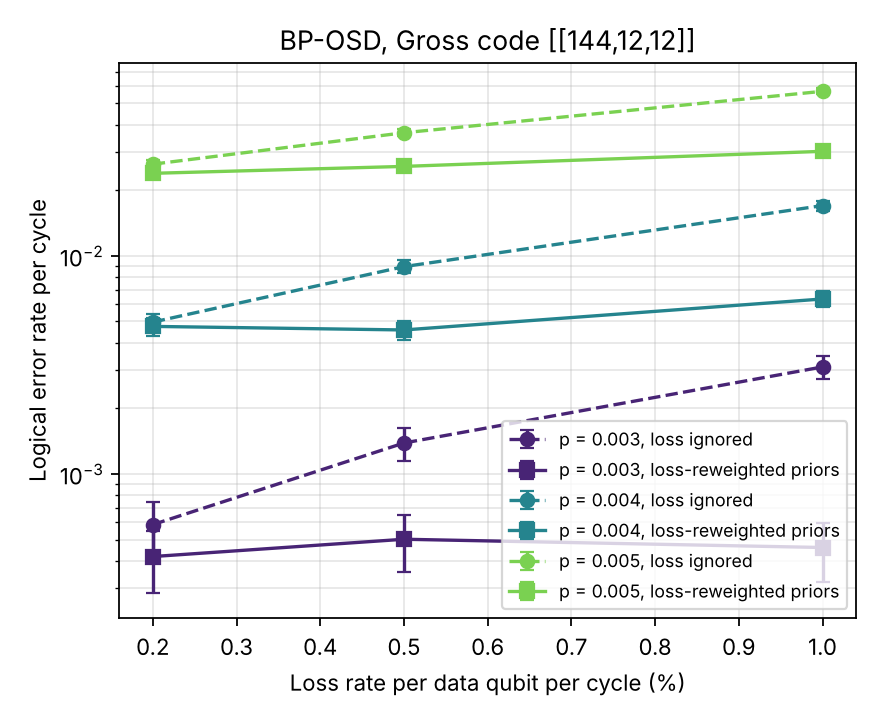 BP-OSD, Gross code [[144,12,12]]
Logical error rate per cycle
10⁻²
10⁻³
p = 0.003, loss ignored
p = 0.003, loss-reweighted priors
p = 0.004, loss ignored
p = 0.004, loss-reweighted priors
p = 0.005, loss ignored
p = 0.005, loss-reweighted priors
0.2 0.3 0.4 0.5 0.6 0.7 0.8 0.9 1.0
Loss rate per data qubit per cycle (%)